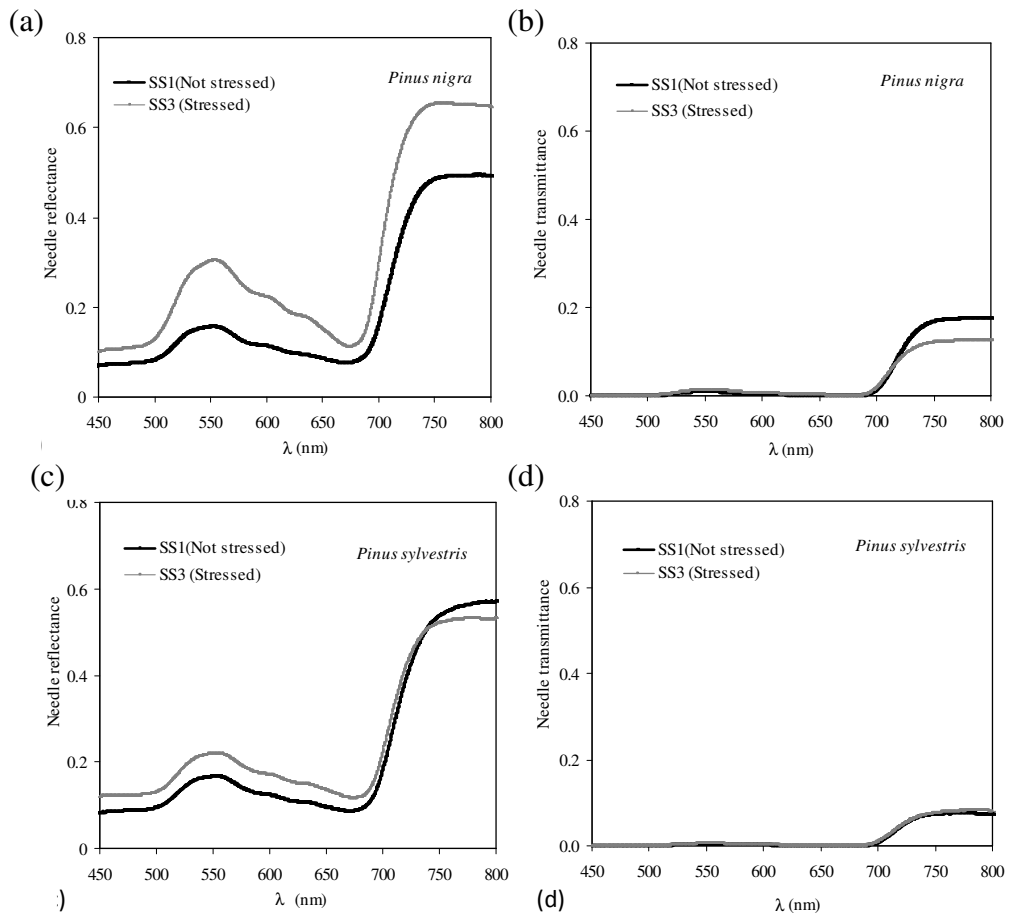 (a)
0.8
0.6
0.4
0.2
0
Needle reflectance
SS1(Not stressed)
SS3 (Stressed)
Pinus nigra
450 500 550 600 650 700 750 800
λ (nm)
(b)
0.8
0.6
0.4
0.2
0.0
Needle transmittance
SS1(Not stressed)
SS3 (Stressed)
Pinus nigra
450 500 550 600 650 700 750 800
λ (nm)
(c)
0.8
0.6
0.4
0.2
0
Needle reflectance
SS1(Not stressed)
SS3 (Stressed)
Pinus sylvestris
450 500 550 600 650 700 750 800
λ (nm)
(d)
0.8
0.6
0.4
0.2
0.0
Needle transmittance
SS1(Not stressed)
SS3 (Stressed)
Pinus sylvestris
450 500 550 600 650 700 750 800
λ (nm)
(d)